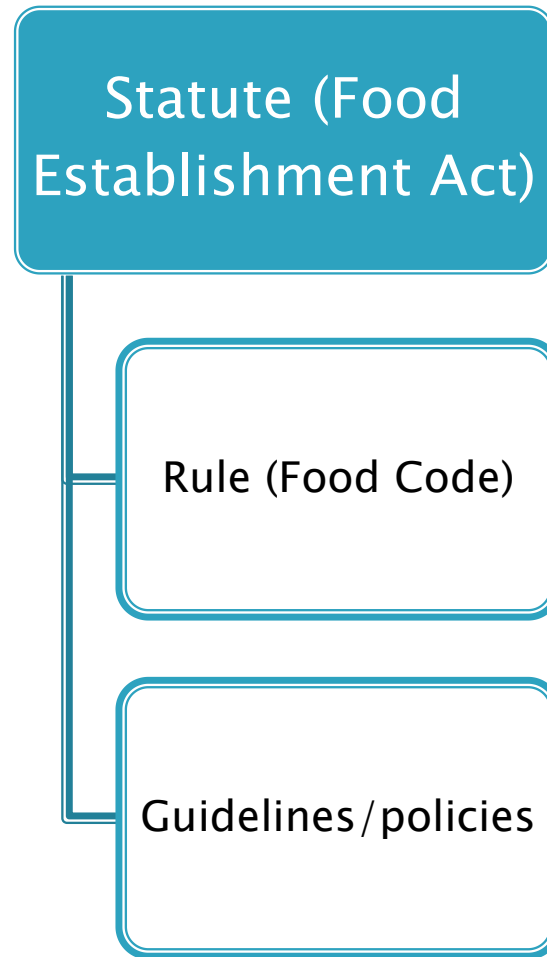 Statute (Food
Establishment Act)
Rule (Food Code)
Guidelines/policies